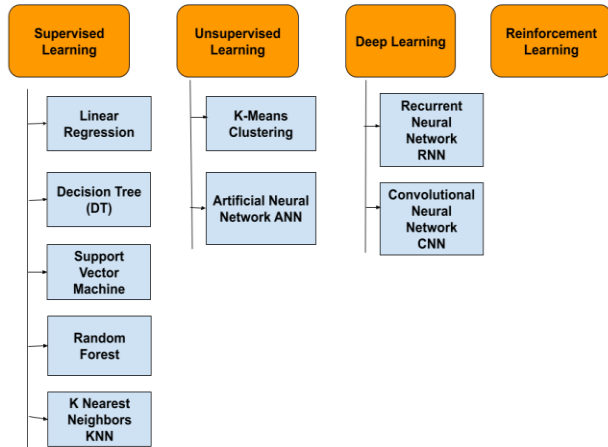 Supervised
Learning
Unsupervised
Learning
Deep Learning
Reinforcement
Learning
Linear
Regression
Decision Tree
(DT)
Support
Vector
Machine
Random
Forest
K Nearest
Neighbors
KNN
K-Means
Clustering
Artificial Neural
Network ANN
Recurrent
Neural
Network
RNN
Convolutional
Neural
Network
CNN